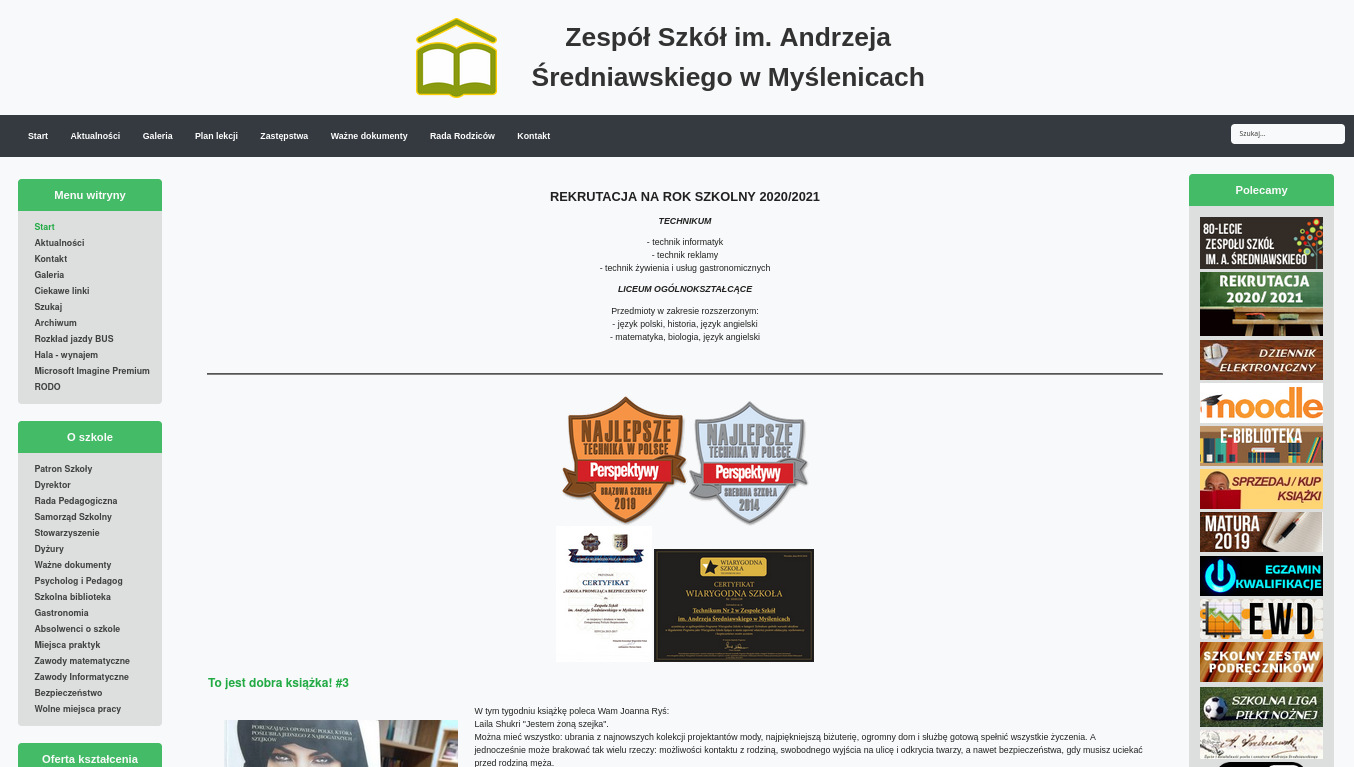 Zespół Szkół im. Andrzeja
Średniawskiego w Myślenicach
Start Aktualności Galeria Plan lekcji Zastępstwa Ważne dokumenty Rada Rodziców Kontakt
Szukaj...
Menu witryny
Start
Aktualności
Kontakt
Galeria
Ciekawe linki
Szukaj
Archiwum
Rozkład jazdy BUS
Hala - wynajem
Microsoft Imagine Premium
RODO
O szkole
Patron Szkoły
Dyrektor
Rada Pedagogiczna
Samorząd Szkolny
Stowarzyszenie
Dyżury
Ważne dokumenty
Psycholog i Pedagog
Szkolna biblioteka
Gastronomia
Absolwenci o szkole
Miejsca praktyk
Zawody matematyczne
Zawody Informatyczne
Bezpieczeństwo
Wolne miejsca pracy
Oferta kształcenia
REKRUTACJA NA ROK SZKOLNY 2020/2021
TECHNIKUM
- technik informatyk
- technik reklamy
- technik żywienia i usług gastronomicznych
LICEUM OGÓLNOKSZTAŁCĄCE
Przedmioty w zakresie rozszerzonym:
- język polski, historia, język angielski
- matematyka, biologia, język angielski
NAJLEPSZE
TECHNIKA W POLSCE
Perspektywy
BRĄZOWA SZKOŁA
2019
NAJLEPSZE
TECHNIKA W POLSCE
Perspektywy
SREBRNA SZKOŁA
2014
CERTYFIKAT
„SZKOŁA PROMUJĄCA BEZPIECZEŃSTWO"
Zespołu Szkół
im. Andrzeja Średniawskiego w Myślenicach
WIARYGODNA
SZKOŁA
CERTYFIKAT
WIARYGODNA SZKOŁA
Technikum Nr 2 w Zespole Szkół
im. Andrzeja Średniawskiego w Myślenicach
To jest dobra książka! #3
PORUSZAJĄCA OPOWIEŚĆ POLKI, KTÓRA
POŚLUBIŁA JEDNEGO Z NAJBOGATSZYCH
SZEJKÓW
W tym tygodniu książkę poleca Wam Joanna Ryś:
Laila Shukri "Jestem żoną szejka".
Można mieć wszystko: ubrania z najnowszych kolekcji projektantów mody, najpiękniejszą biżuterię, ogromny dom i służbę gotową spełnić wszystkie życzenia. A
jednocześnie może brakować tak wielu rzeczy: możliwości kontaktu z rodziną, swobodnego wyjścia na ulicę i odkrycia twarzy, a nawet bezpieczeństwa, gdy musisz uciekać
przed rodziną męża.
Polecamy
80-LECIE
ZESPOŁU SZKÓŁ
IM. A. ŚREDNIAWSKIEGO
REKRUTACJA
2020/ 2021
DZIENNIK
ELEKTRONICZNY
moodle
E-BIBLIOTEKA
SPRZEDAJ / KUP
KSIĄŻKI
MATURA
2019
EGZAMIN
KWALIFIKACJE
EWD
SZKOLNY ZESTAW
PODRĘCZNIKÓW
SZKOLNA LIGA
PIŁKI NOŻNEJ
A. Średniawski